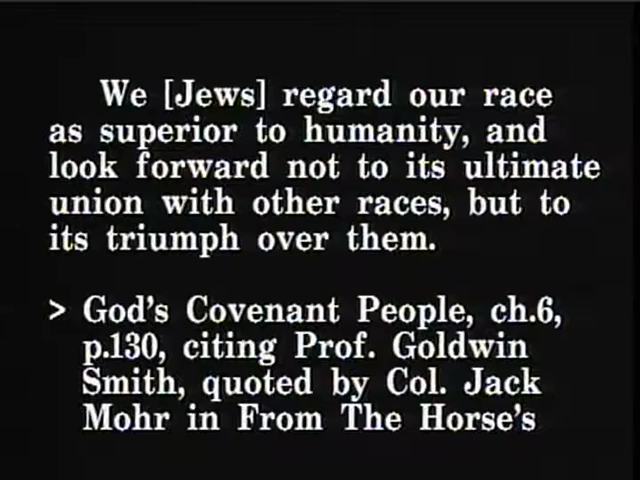 We [Jews] regard our race
as superior to humanity, and
look forward not to its ultimate
union with other races, but to
its triumph over them.
> God's Covenant People, ch.6,
p.130, citing Prof. Goldwin
Smith, quoted by Col. Jack
Mohr in From The Horse's